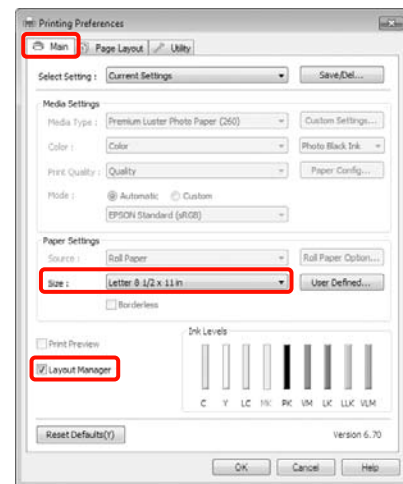 Printing Preferences
Main Page Layout Utility
Select Setting : Current Settings Save/Del...
Media Settings
Media Type : Premium Luster Photo Paper (260) Custom Settings...
Color : Color Photo Black Ink
Print Quality : Quality Paper Config...
Mode : Automatic Custom
EPSON Standard (sRGB)
Paper Settings
Source : Roll Paper Roll Paper Option...
Size : Letter 8 1/2 x 11 in User Defined...
Borderless
Ink Levels
Print Preview
Layout Manager
C Y LC MK PK VM LK LLK VLM
Reset Defaults(Y) Version 6.70
OK Cancel Help